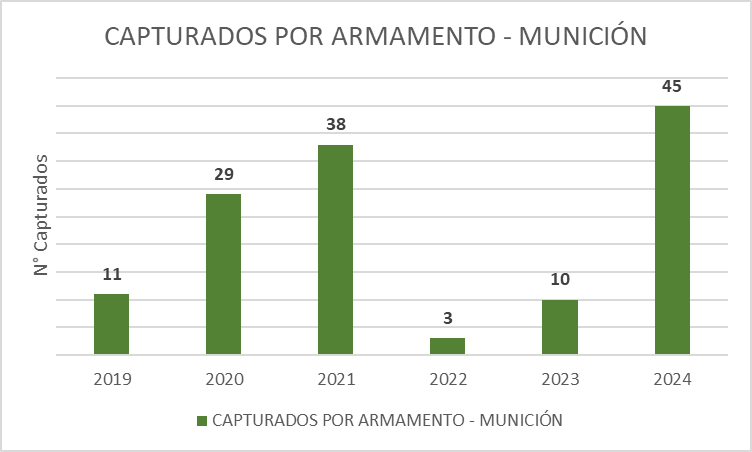 CAPTURADOS POR ARMAMENTO - MUNICIÓN
45
38
29
11
10
3
N° Capturados
2019 2020 2021 2022 2023 2024
CAPTURADOS POR ARMAMENTO - MUNICIÓN